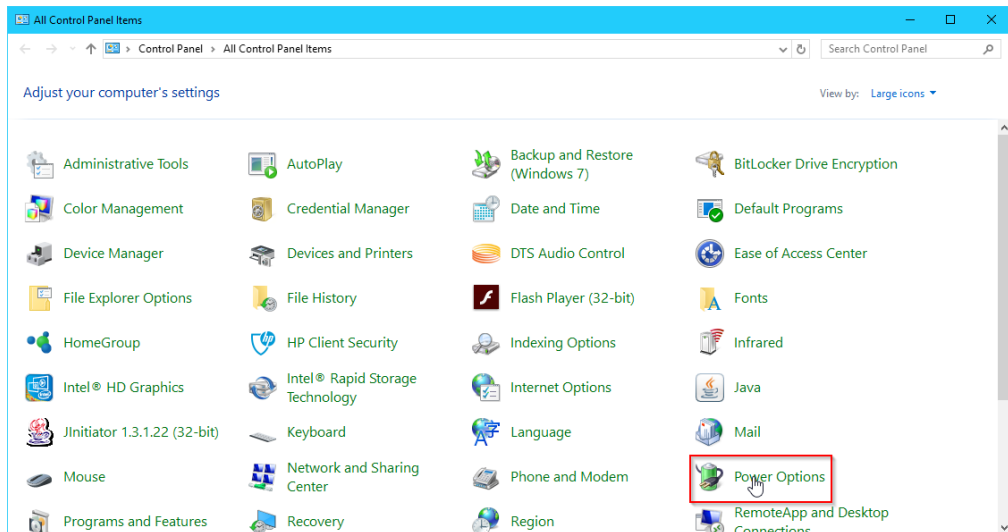 All Control Panel Items
Control Panel > All Control Panel Items
Search Control Panel
Adjust your computer's settings
View by: Large icons
Administrative Tools
AutoPlay
Backup and Restore
(Windows 7)
BitLocker Drive Encryption
Color Management
Credential Manager
Date and Time
Default Programs
Device Manager
Devices and Printers
DTS Audio Control
Ease of Access Center
File Explorer Options
File History
Flash Player (32-bit)
Fonts
HomeGroup
HP Client Security
Indexing Options
Infrared
Intel® HD Graphics
Intel® Rapid Storage
Technology
Internet Options
Java
JInitiator 1.3.1.22 (32-bit)
Keyboard
Language
Mail
Mouse
Network and Sharing
Center
Phone and Modem
Power Options
Programs and Features
Recovery
Region
RemoteApp and Desktop
Connections